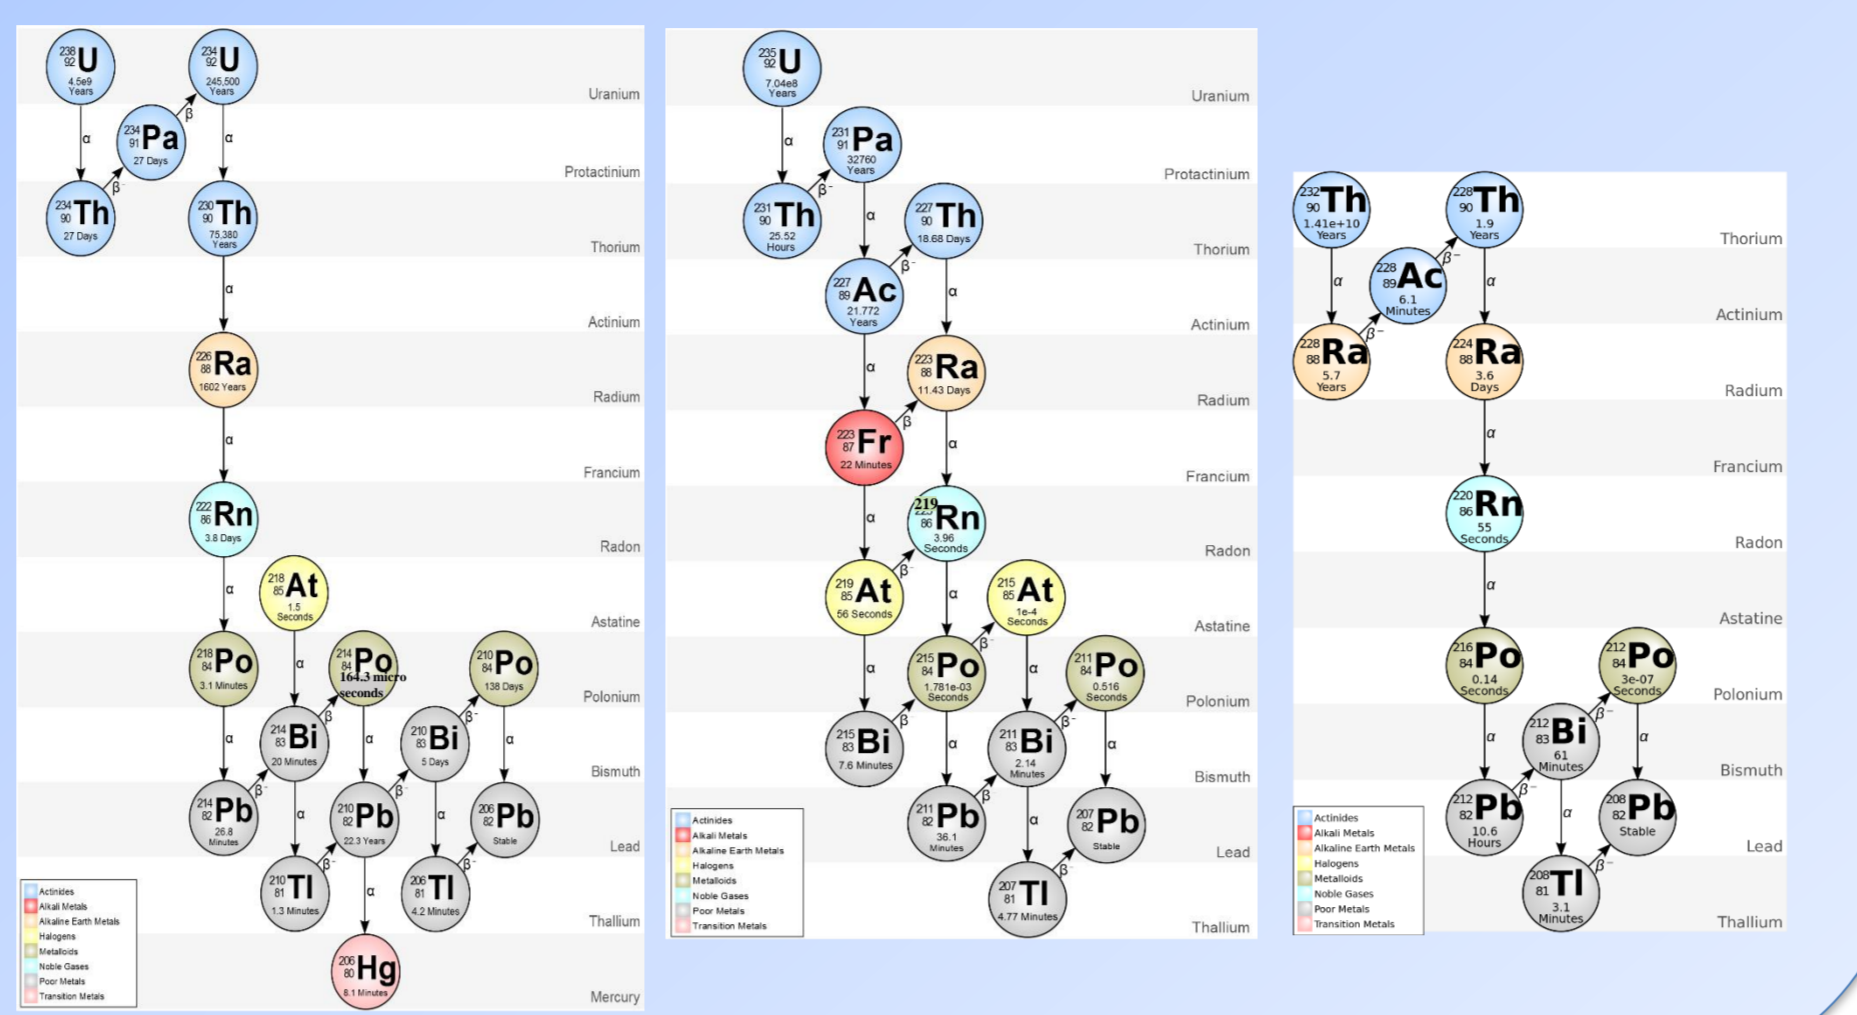 238
92 U
4.5e9
Years
234
92 U
245,500
Years
Uranium
α
β
234
91 Pa
27 Days
α
Protactinium
β-
234
90 Th
27 Days
230
90 Th
75,380
Years
Thorium
α
Actinium
226
88 Ra
1602 Years
Radium
α
Francium
222
86 Rn
3.8 Days
Radon
α
218
85 At
1.5
Seconds
Astatine
218
84 Po
3.1 Minutes
α
214
84 Po
164.3 micro
seconds
210
84 Po
138 Days
Polonium
α
214
83 Bi
20 Minutes
β
α
210
83 Bi
5 Days
β-
α
Bismuth
214
82 Pb
26.8
Minutes
β-
α
210
82 Pb
22.3 Years
β-
α
206
82 Pb
Stable
Lead
210
81 Tl
1.3 Minutes
β-
α
206
81 Tl
4.2 Minutes
β-
Thallium
206
80 Hg
8.1 Minutes
Mercury
Actinides
Alkali Metals
Alkaline Earth Metals
Halogens
Metalloids
Noble Gases
Poor Metals
Transition Metals
235
92 U
7.04e8
Years
Uranium
α
231
91 Pa
32760
Years
Protactinium
β-
231
90 Th
25.52
Hours
α
227
90 Th
18.68 Days
Thorium
β-
227
89 Ac
21.772
Years
α
Actinium
α
223
88 Ra
11.43 Days
Radium
β
223
87 Fr
22 Minutes
α
Francium
α
219
86 Rn
3.96
Seconds
Radon
β-
219
85 At
56 Seconds
α
215
85 At
1e-4
Seconds
Astatine
β-
α
215
84 Po
1.781e-03
Seconds
α
211
84 Po
0.516
Seconds
Polonium
β-
215
83 Bi
7.6 Minutes
α
β-
211
83 Bi
2.14
Minutes
α
Bismuth
β
211
82 Pb
36.1
Minutes
α
207
82 Pb
Stable
Lead
β-
207
81 Tl
4.77 Minutes
Thallium
Actinides
Alkali Metals
Alkaline Earth Metals
Halogens
Metalloids
Noble Gases
Poor Metals
Transition Metals
232
90 Th
1.41e+10
Years
228
90 Th
1.9
Years
Thorium
α
228
89 Ac
6.1
Minutes
β−
α
Actinium
β−
228
88 Ra
5.7
Years
224
88 Ra
3.6
Days
Radium
α
Francium
220
86 Rn
55
Seconds
Radon
α
Astatine
216
84 Po
0.14
Seconds
212
84 Po
3e-07
Seconds
Polonium
α
212
83 Bi
61
Minutes
β−
α
Bismuth
β−
212
82 Pb
10.6
Hours
α
208
82 Pb
Stable
Lead
β−
208
81 Tl
3.1
Minutes
Thallium
Actinides
Alkali Metals
Alkaline Earth Metals
Halogens
Metalloids
Noble Gases
Poor Metals
Transition Metals